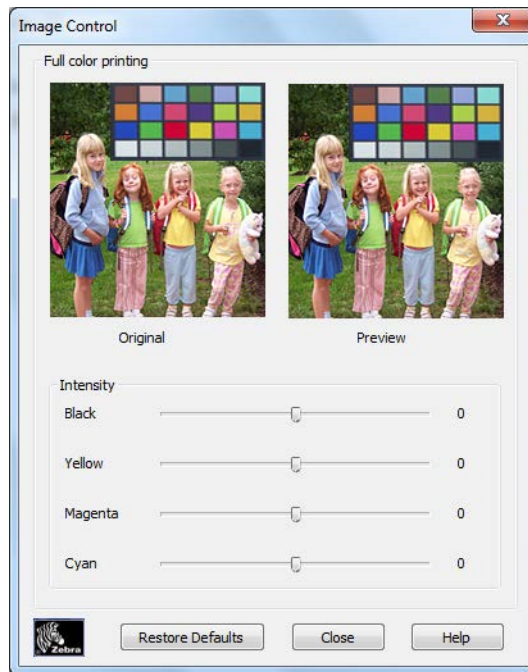 Image Control
Full color printing
Original
Preview
Intensity
Black
0
Yellow
0
Magenta
0
Cyan
0
Zebra
Restore Defaults
Close
Help